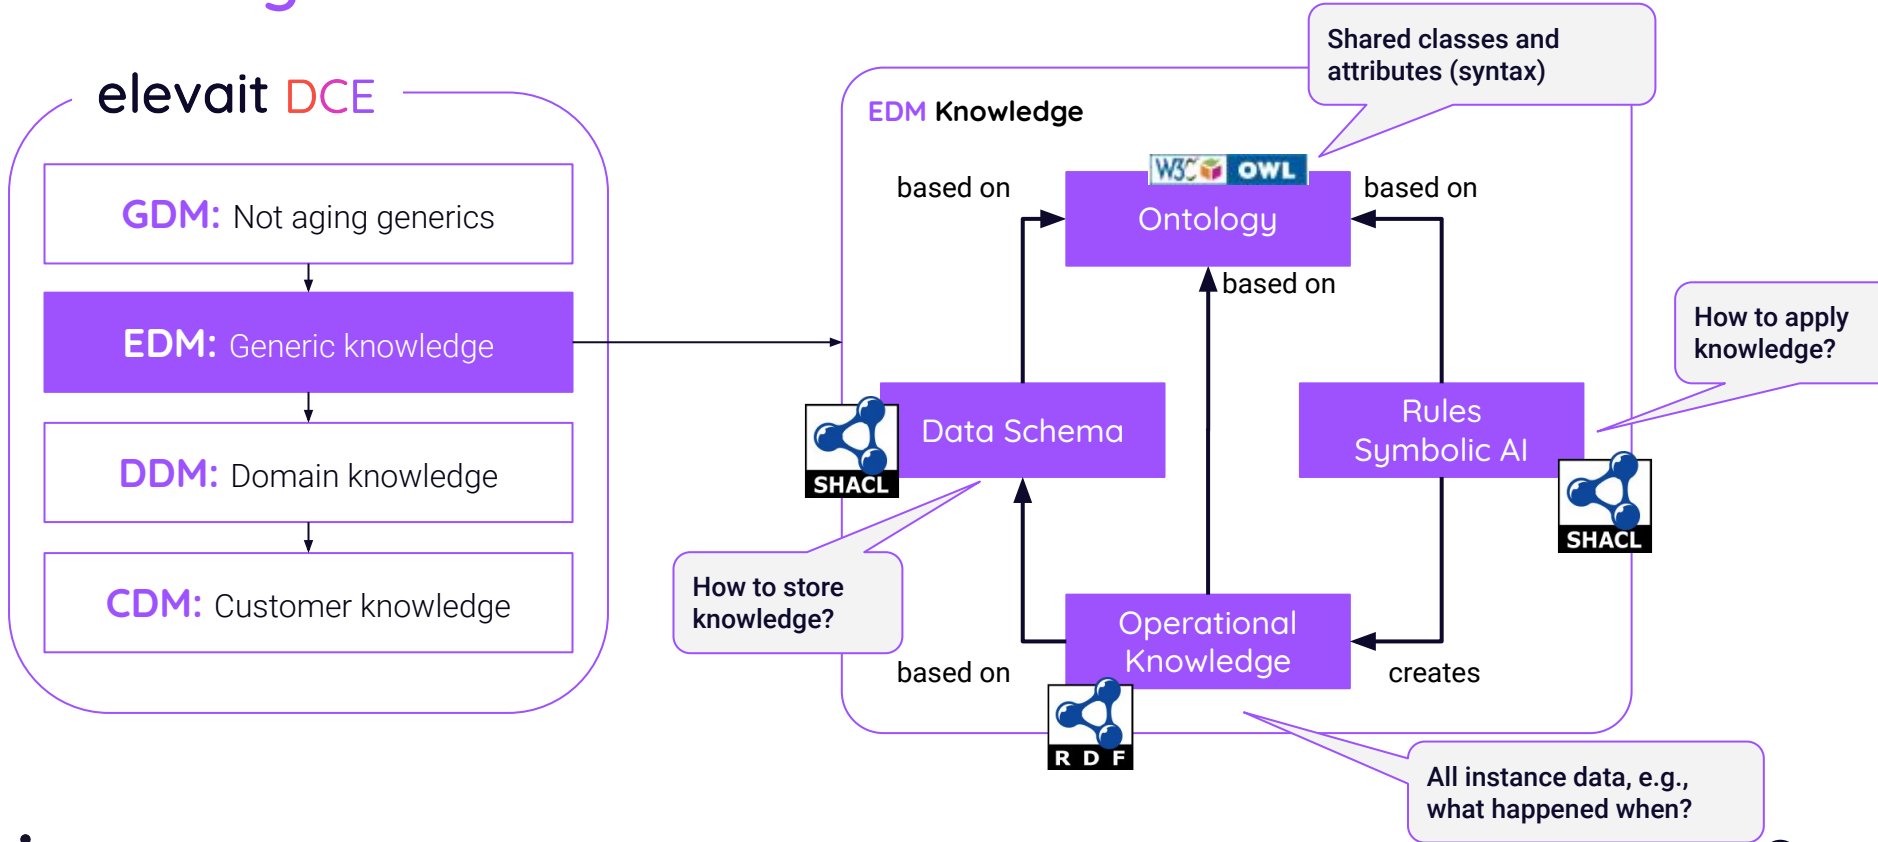 elevait DCE
GDM: Not aging generics
EDM: Generic knowledge
DDM: Domain knowledge
CDM: Customer knowledge
EDM Knowledge
Shared classes and
attributes (syntax)
W3C OWL
based on
Ontology
based on
based on
How to apply
knowledge?
Data Schema
SHACL
Rules
Symbolic AI
SHACL
How to store
knowledge?
Operational
Knowledge
based on
creates
RDF
All instance data, e.g.,
what happened when?